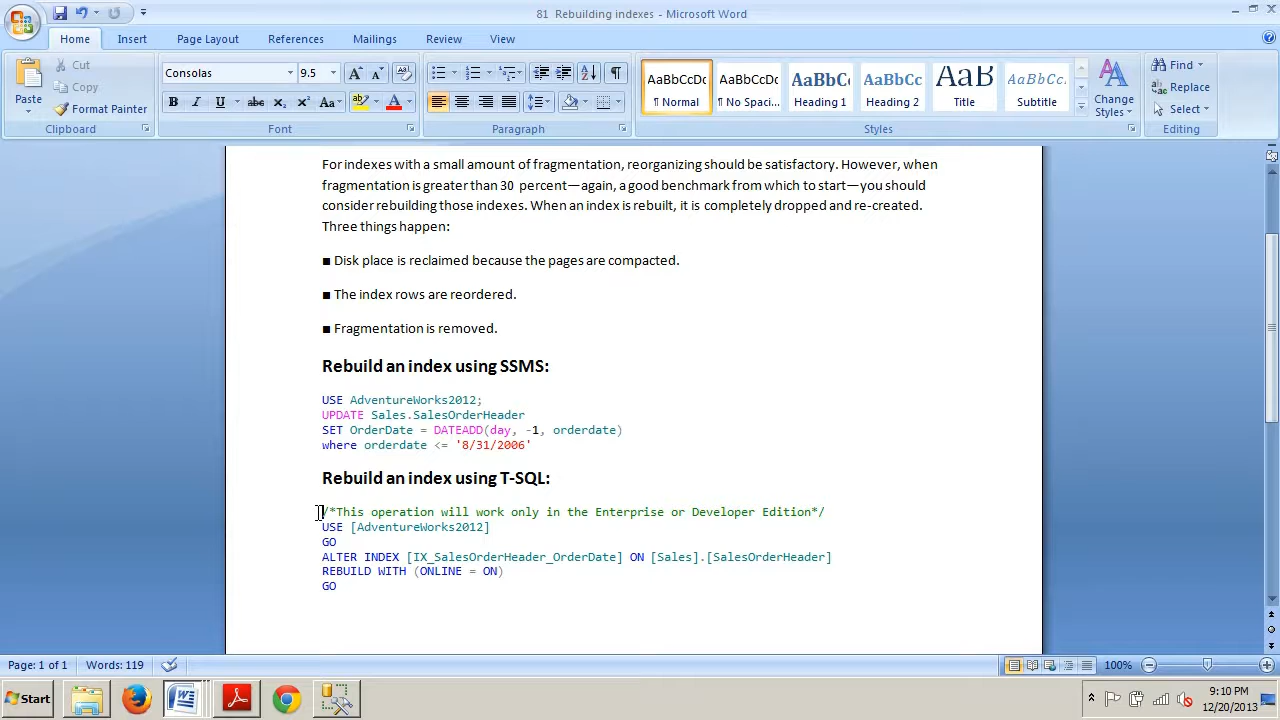 81 Rebuilding indexes - Microsoft Word
Home Insert Page Layout References Mailings Review View
Paste
Cut
Copy
Format Painter
Clipboard
Consolas 9.5
B I U abc x₂ x² Aa A
Font
Paragraph
AaBbCcDc AaBbCcDc AaBbC AaBbCc AaB AaBbCc.
¶ Normal ¶ No Spaci... Heading 1 Heading 2 Title Subtitle
Change Styles
Styles
Find
Replace
Select
Editing
For indexes with a small amount of fragmentation, reorganizing should be satisfactory. However, when
fragmentation is greater than 30 percent—again, a good benchmark from which to start—you should
consider rebuilding those indexes. When an index is rebuilt, it is completely dropped and re-created.
Three things happen:
■ Disk place is reclaimed because the pages are compacted.
■ The index rows are reordered.
■ Fragmentation is removed.
Rebuild an index using SSMS:
USE AdventureWorks2012;
UPDATE Sales.SalesOrderHeader
SET OrderDate = DATEADD(day, -1, orderdate)
where orderdate <= '8/31/2006'
Rebuild an index using T-SQL:
/*This operation will work only in the Enterprise or Developer Edition*/
USE [AdventureWorks2012]
GO
ALTER INDEX [IX_SalesOrderHeader_OrderDate] ON [Sales].[SalesOrderHeader]
REBUILD WITH (ONLINE = ON)
GO
Page: 1 of 1 Words: 119 100%
Start 9:10 PM
12/20/2013